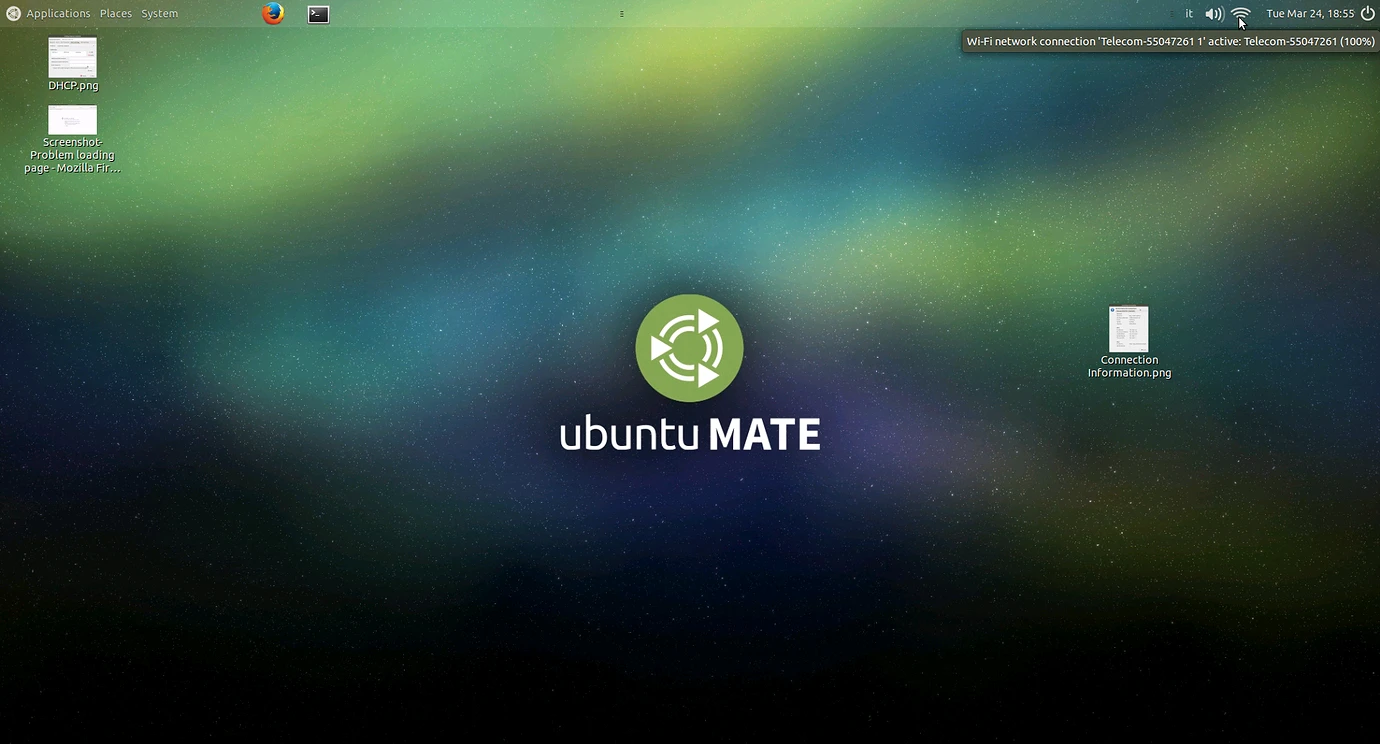 Applications Places System
it Tue Mar 24, 18:55
Wi-Fi network connection 'Telecom-55047261 1' active: Telecom-55047261 (100%)
DHCP.png
Screenshot-
Problem loading
page - Mozilla Fir...
Connection
Information.png
ubuntu MATE